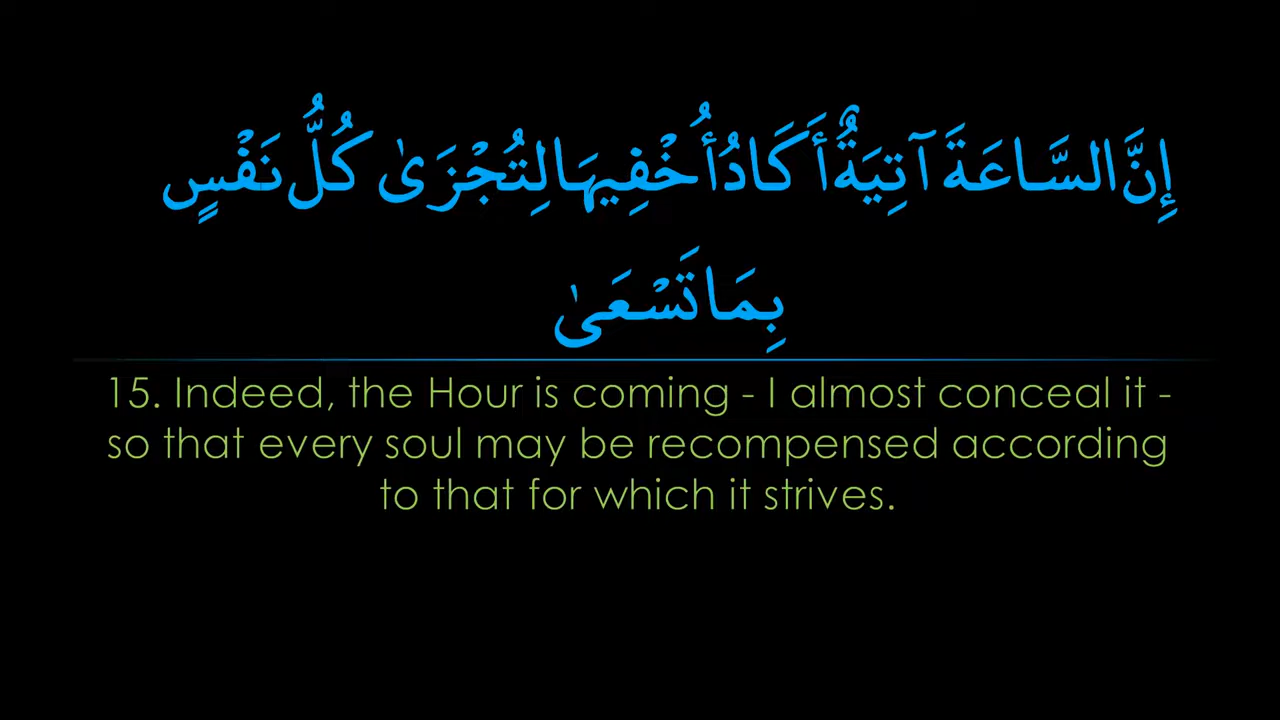 إِنَّ السَّاعَةَ آتِيَةٌ أَكَادُ أُخْفِيهَا لِتُجْزَىٰ كُلُّ نَفْسٍ
بِمَا تَسْعَىٰ
15. Indeed, the Hour is coming - I almost conceal it -
so that every soul may be recompensed according
to that for which it strives.